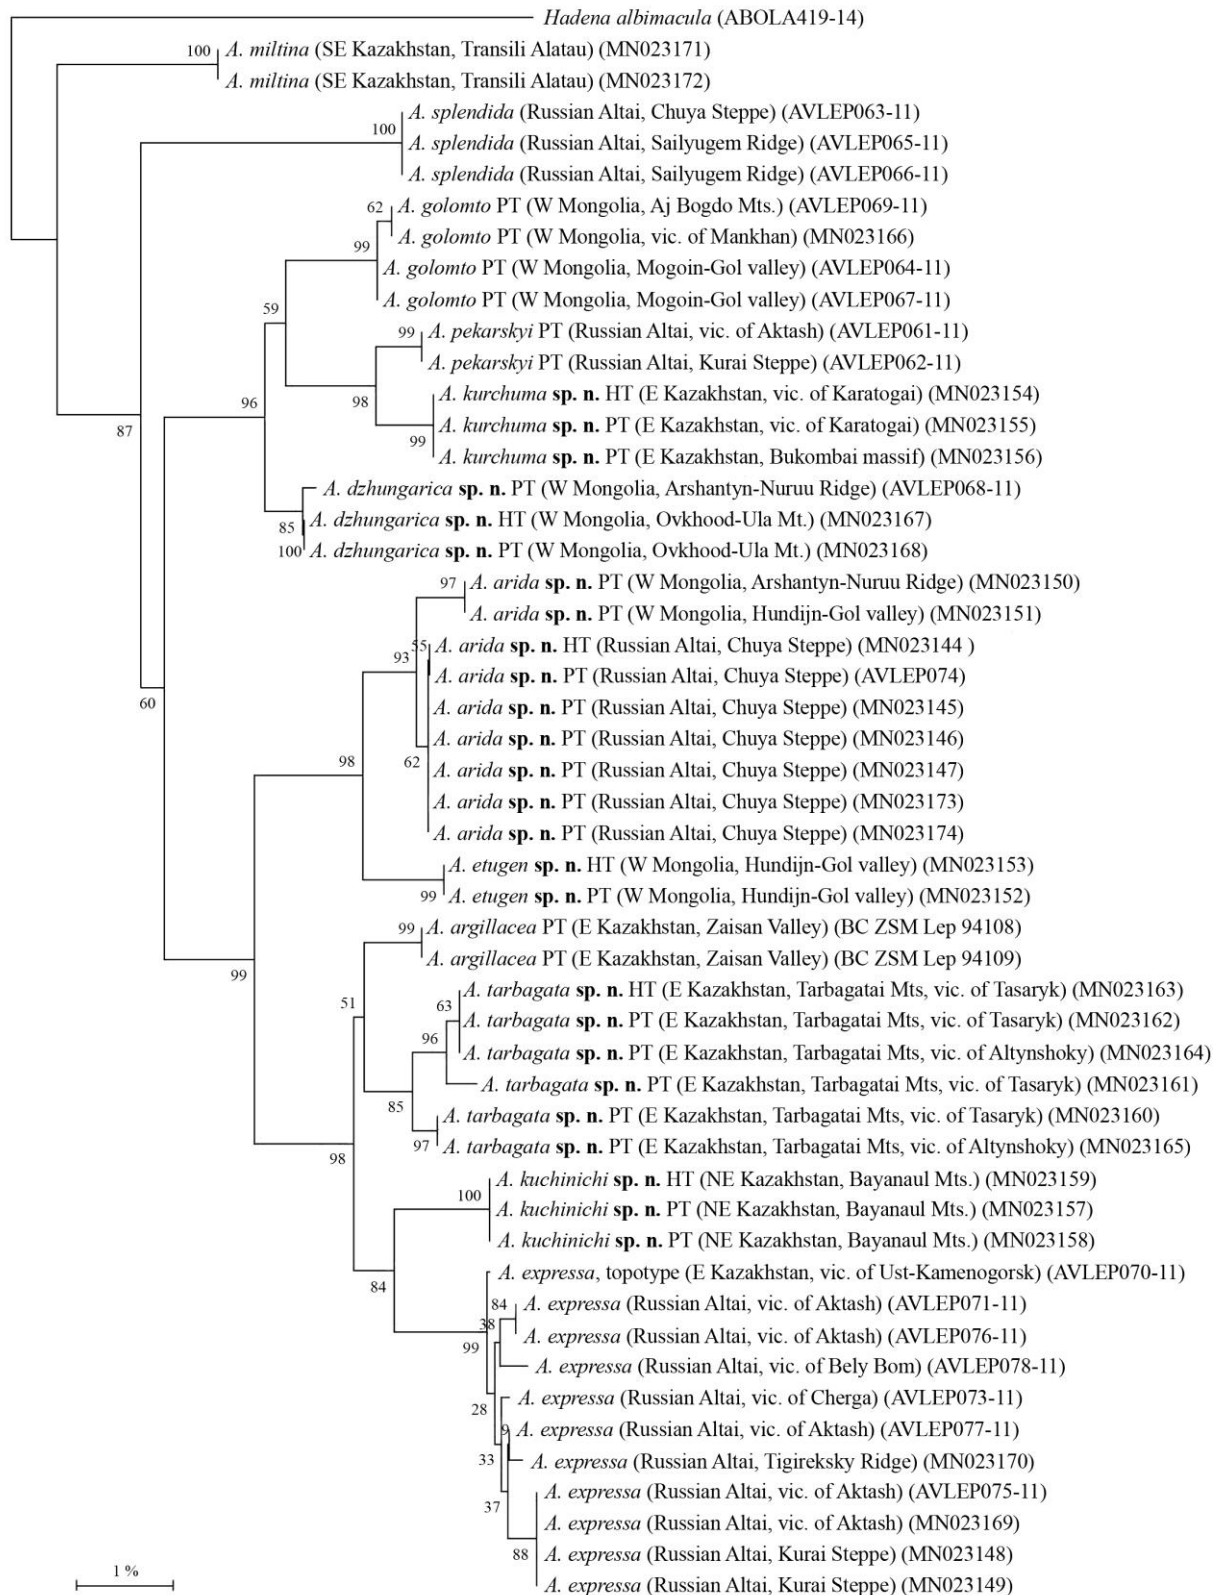 Hadena albimacula (ABOLA419-14)
100
A. miltina (SE Kazakhstan, Transili Alatau) (MN023171)
A. miltina (SE Kazakhstan, Transili Alatau) (MN023172)
A. splendida (Russian Altai, Chuya Steppe) (AVLEP063-11)
100
A. splendida (Russian Altai, Sailyugem Ridge) (AVLEP065-11)
A. splendida (Russian Altai, Sailyugem Ridge) (AVLEP066-11)
62
A. golomto PT (W Mongolia, Aj Bogdo Mts.) (AVLEP069-11)
A. golomto PT (W Mongolia, vic. of Mankhan) (MN023166)
99
A. golomto PT (W Mongolia, Mogoin-Gol valley) (AVLEP064-11)
A. golomto PT (W Mongolia, Mogoin-Gol valley) (AVLEP067-11)
59
99
A. pekarskyi PT (Russian Altai, vic. of Aktash) (AVLEP061-11)
A. pekarskyi PT (Russian Altai, Kurai Steppe) (AVLEP062-11)
A. kurchuma sp. n. HT (E Kazakhstan, vic. of Karatogai) (MN023154)
96
98
87
A. kurchuma sp. n. PT (E Kazakhstan, vic. of Karatogai) (MN023155)
99
A. kurchuma sp. n. PT (E Kazakhstan, Bukombai massif) (MN023156)
A. dzhungarica sp. n. PT (W Mongolia, Arshantyn-Nuruu Ridge) (AVLEP068-11)
85
A. dzhungarica sp. n. HT (W Mongolia, Ovkhood-Ula Mt.) (MN023167)
100
A. dzhungarica sp. n. PT (W Mongolia, Ovkhood-Ula Mt.) (MN023168)
97
A. arida sp. n. PT (W Mongolia, Arshantyn-Nuruu Ridge) (MN023150)
A. arida sp. n. PT (W Mongolia, Hundijn-Gol valley) (MN023151)
55
A. arida sp. n. HT (Russian Altai, Chuya Steppe) (MN023144 )
93
A. arida sp. n. PT (Russian Altai, Chuya Steppe) (AVLEP074)
60
A. arida sp. n. PT (Russian Altai, Chuya Steppe) (MN023145)
A. arida sp. n. PT (Russian Altai, Chuya Steppe) (MN023146)
98
62
A. arida sp. n. PT (Russian Altai, Chuya Steppe) (MN023147)
A. arida sp. n. PT (Russian Altai, Chuya Steppe) (MN023173)
A. arida sp. n. PT (Russian Altai, Chuya Steppe) (MN023174)
A. etugen sp. n. HT (W Mongolia, Hundijn-Gol valley) (MN023153)
99
A. etugen sp. n. PT (W Mongolia, Hundijn-Gol valley) (MN023152)
99
A. argillacea PT (E Kazakhstan, Zaisan Valley) (BC ZSM Lep 94108)
A. argillacea PT (E Kazakhstan, Zaisan Valley) (BC ZSM Lep 94109)
99
A. tarbagata sp. n. HT (E Kazakhstan, Tarbagatai Mts, vic. of Tasaryk) (MN023163)
51
63
A. tarbagata sp. n. PT (E Kazakhstan, Tarbagatai Mts, vic. of Tasaryk) (MN023162)
96
A. tarbagata sp. n. PT (E Kazakhstan, Tarbagatai Mts, vic. of Altynshoky) (MN023164)
A. tarbagata sp. n. PT (E Kazakhstan, Tarbagatai Mts, vic. of Tasaryk) (MN023161)
85
A. tarbagata sp. n. PT (E Kazakhstan, Tarbagatai Mts, vic. of Tasaryk) (MN023160)
97
A. tarbagata sp. n. PT (E Kazakhstan, Tarbagatai Mts, vic. of Altynshoky) (MN023165)
98
A. kuchinichi sp. n. HT (NE Kazakhstan, Bayanaul Mts.) (MN023159)
100
A. kuchinichi sp. n. PT (NE Kazakhstan, Bayanaul Mts.) (MN023157)
A. kuchinichi sp. n. PT (NE Kazakhstan, Bayanaul Mts.) (MN023158)
84
A. expressa, topotype (E Kazakhstan, vic. of Ust-Kamenogorsk) (AVLEP070-11)
84
A. expressa (Russian Altai, vic. of Aktash) (AVLEP071-11)
38
A. expressa (Russian Altai, vic. of Aktash) (AVLEP076-11)
99
A. expressa (Russian Altai, vic. of Bely Bom) (AVLEP078-11)
A. expressa (Russian Altai, vic. of Cherga) (AVLEP073-11)
28
9
A. expressa (Russian Altai, vic. of Aktash) (AVLEP077-11)
33
A. expressa (Russian Altai, Tigireksky Ridge) (MN023170)
A. expressa (Russian Altai, vic. of Aktash) (AVLEP075-11)
37
A. expressa (Russian Altai, vic. of Aktash) (MN023169)
88
A. expressa (Russian Altai, Kurai Steppe) (MN023148)
A. expressa (Russian Altai, Kurai Steppe) (MN023149)
1 %